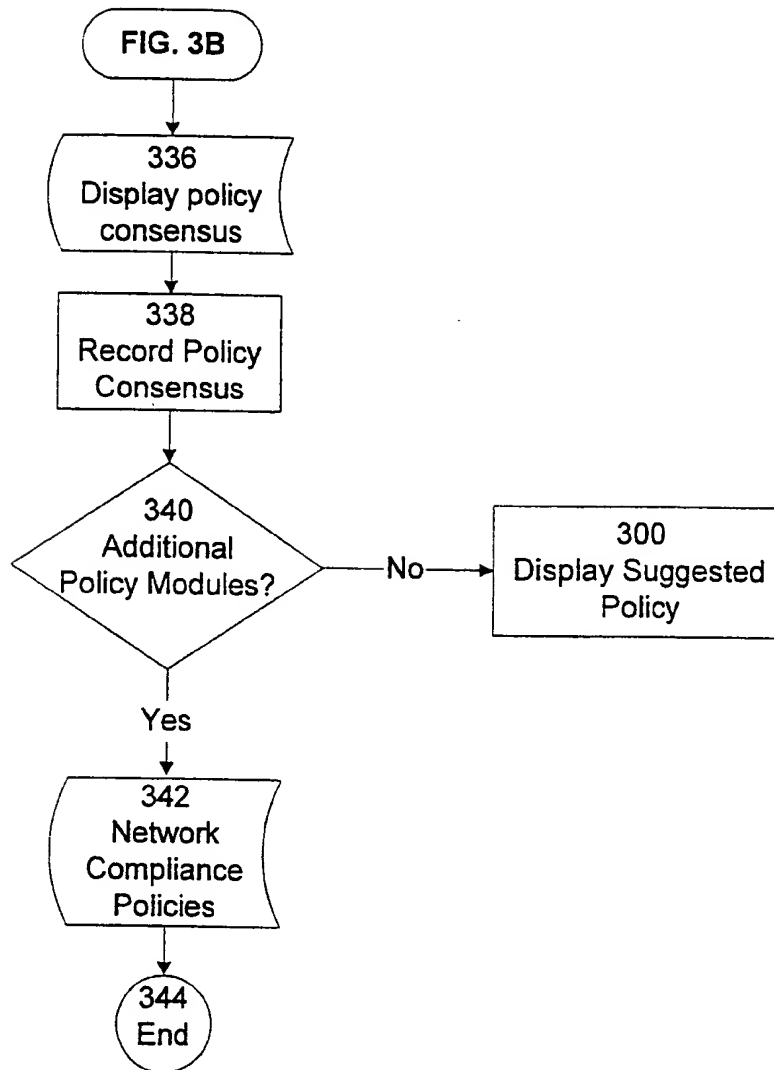 FIG. 3B
336
Display policy
consensus
338
Record Policy
Consensus
340
Additional
Policy Modules?
No
300
Display Suggested
Policy
Yes
342
Network
Compliance
Policies
344
End